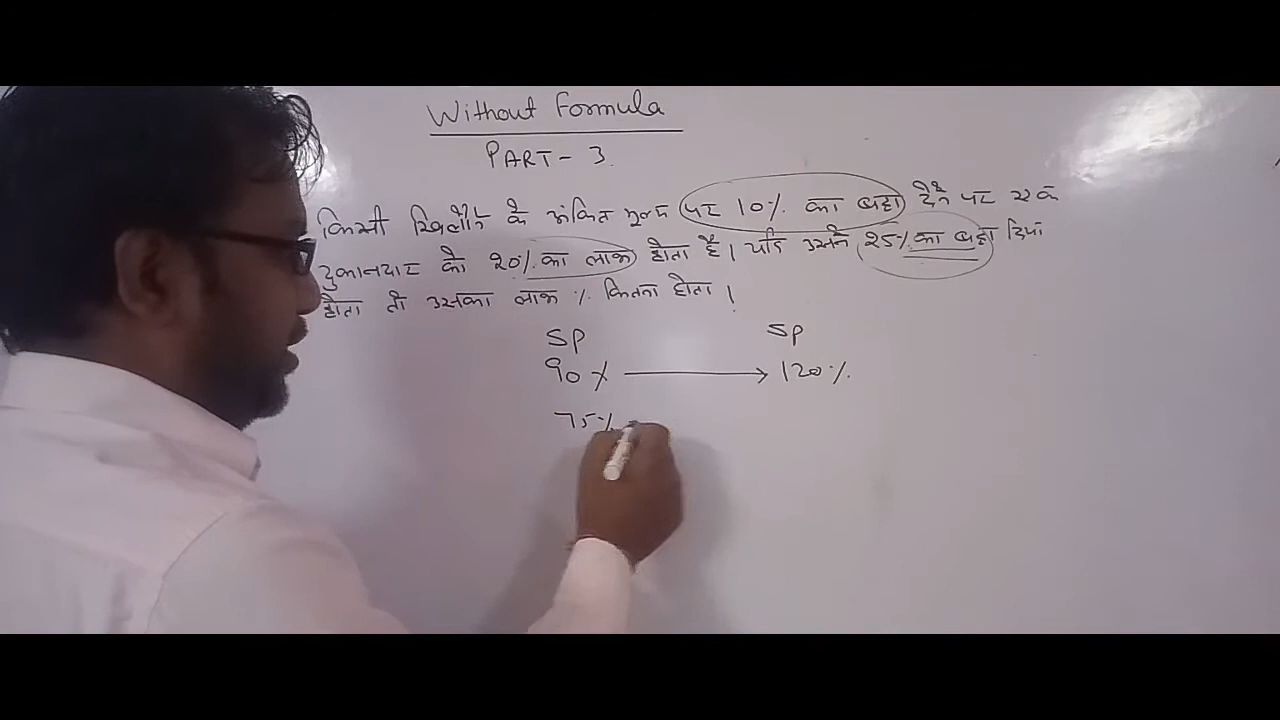 Without Formula
PART-3.
किसी खिलौने के अंकित मूल्य पर 10% का बट्टा देने पर एक
दुकानदार को 20% का लाभ होता है। यदि उसने 25% का बट्टा दिया
होता तो उसका लाभ % कितना होता।
SP SP
90% → 120%.
75%